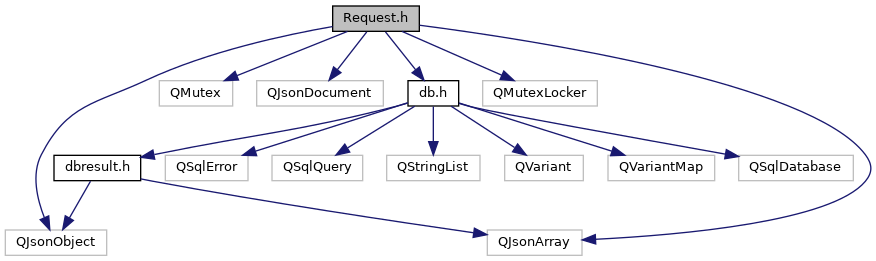 Request.h
QMutex
QJsonDocument
db.h
QMutexLocker
dbresult.h
QSqlError
QSqlQuery
QStringList
QVariant
QVariantMap
QSqlDatabase
QJsonObject
QJsonArray